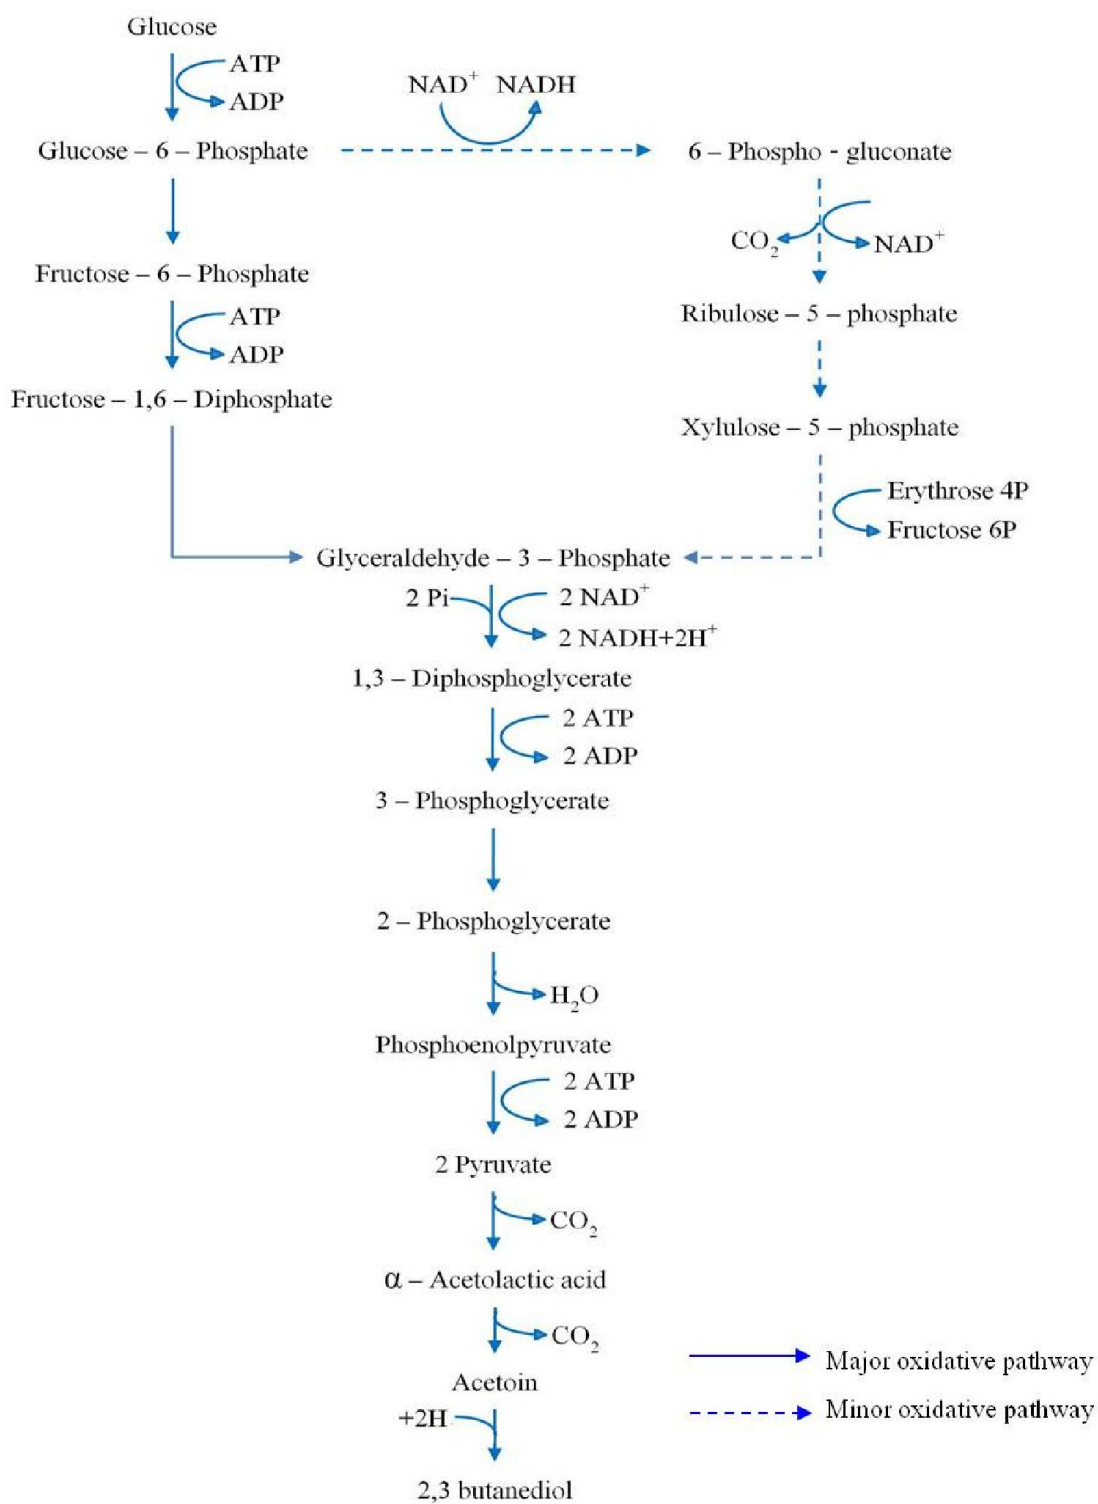 Glucose
ATP
ADP
NAD⁺ NADH
Glucose – 6 – Phosphate
6 – Phospho - gluconate
CO₂
NAD⁺
Fructose – 6 – Phosphate
ATP
ADP
Ribulose – 5 – phosphate
Fructose – 1,6 – Diphosphate
Xylulose – 5 – phosphate
Erythrose 4P
Fructose 6P
Glyceraldehyde – 3 – Phosphate
2 Pi
2 NAD⁺
2 NADH+2H⁺
1,3 – Diphosphoglycerate
2 ATP
2 ADP
3 – Phosphoglycerate
2 – Phosphoglycerate
H₂O
Phosphoenolpyruvate
2 ATP
2 ADP
2 Pyruvate
CO₂
α – Acetolactic acid
CO₂
Acetoin
+2H
2,3 butanediol
Major oxidative pathway
Minor oxidative pathway